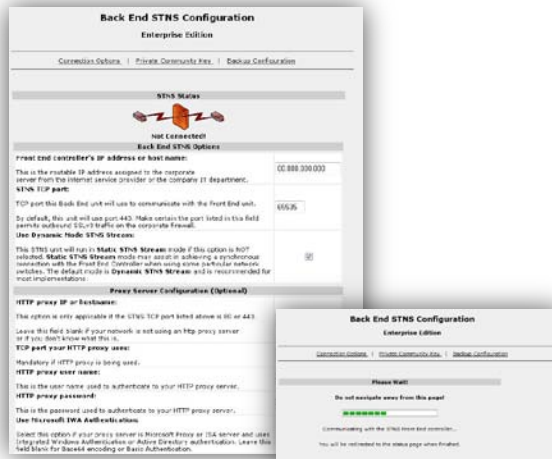 Back End STNS Configuration
Enterprise Edition
Connection Options | Private Community Key | Backup Configuration
STNS Status
Not Connected!
Back End STNS Options
Front End controller's IP address or host name:
This is the routable IP address assigned to the corporate
server from the internet service provider or the company IT department.
STNS TCP port:
TCP port this Back End unit will use to communicate with the Front End unit.
65535
By default, this unit will use port 443. Make certain the port listed in this field
permits outbound SSLv3 traffic on the corporate firewall.
Use Dynamic Mode STNS Stream:
This STNS unit will run in Static STNS Stream mode if this option is NOT
selected. Static STNS Stream mode may assist in achieving a synchronous
connection with the Front End Controller when using some particular network
switches. The default mode is Dynamic STNS Stream and is recommended for
most implementations.
Proxy Server Configuration (Optional)
HTTP proxy IP or hostname:
This option is only applicable if the STNS TCP port listed above is 80 or 443.
Leave this field blank if your network is not using an http proxy server
or if you don't know what this is.
TCP port your HTTP proxy uses:
Mandatory if HTTP proxy is being used.
HTTP proxy user name:
This is the user name used to authenticate to your HTTP proxy server.
HTTP proxy password:
This is the password used to authenticate to your HTTP proxy server.
Use Microsoft IWA Authentication:
Select this option if your proxy server is Microsoft Proxy or ISA server and uses
Integrated Windows Authentication or Active Directory authentication. Leave this
field blank for Base64 encoding or Basic Authentication.
Back End STNS Configuration
Enterprise Edition
Connection Options | Private Community Key | Backup Configuration
Please Wait!
Do not navigate away from this page!
Communicating with the STNS Front End controller...
You will be redirected to the status page when finished.